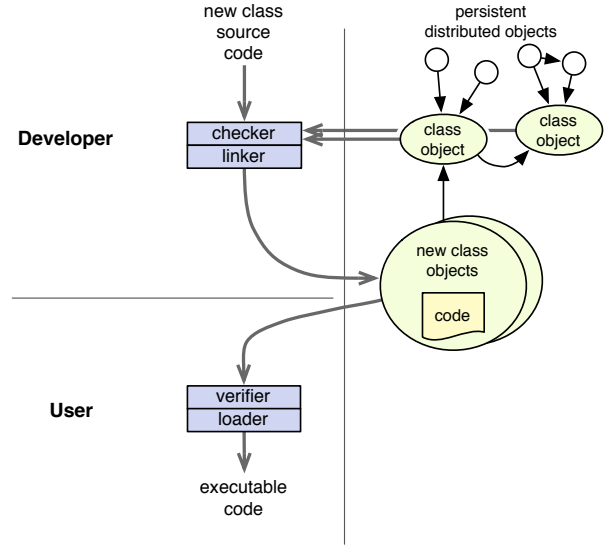 new class
source
code
persistent
distributed objects
Developer
checker
linker
class
object
class
object
new class
objects
code
User
verifier
loader
executable
code